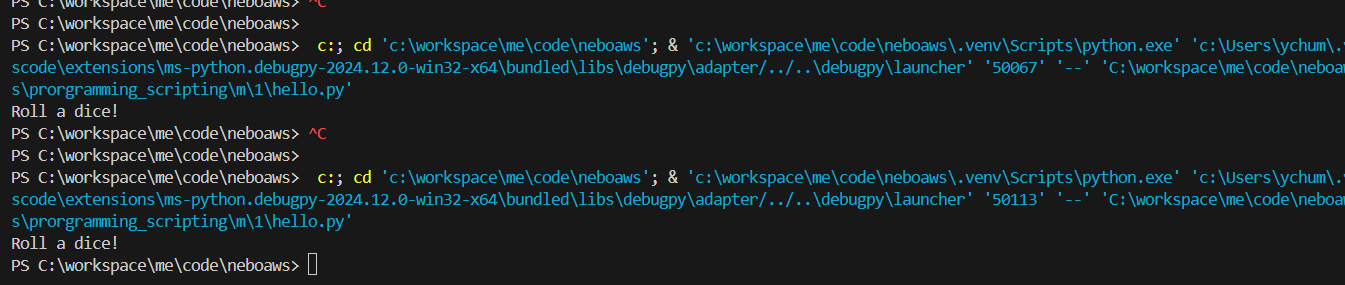 PS C:\workspace\me\code\neboaws> ^C
PS C:\workspace\me\code\neboaws>
PS C:\workspace\me\code\neboaws>  c:; cd 'c:\workspace\me\code\neboaws'; & 'c:\workspace\me\code\neboaws\.venv\Scripts\python.exe' 'c:\Users\ychum\.
scode\extensions\ms-python.debugpy-2024.12.0-win32-x64\bundled\libs\debugpy\adapter/../..\debugpy\launcher' '50067' '--' 'C:\workspace\me\code\neboa
s\prorgramming_scripting\m\1\hello.py'
Roll a dice!
PS C:\workspace\me\code\neboaws> ^C
PS C:\workspace\me\code\neboaws>
PS C:\workspace\me\code\neboaws>  c:; cd 'c:\workspace\me\code\neboaws'; & 'c:\workspace\me\code\neboaws\.venv\Scripts\python.exe' 'c:\Users\ychum\.
scode\extensions\ms-python.debugpy-2024.12.0-win32-x64\bundled\libs\debugpy\adapter/../..\debugpy\launcher' '50113' '--' 'C:\workspace\me\code\neboa
s\prorgramming_scripting\m\1\hello.py'
Roll a dice!
PS C:\workspace\me\code\neboaws>